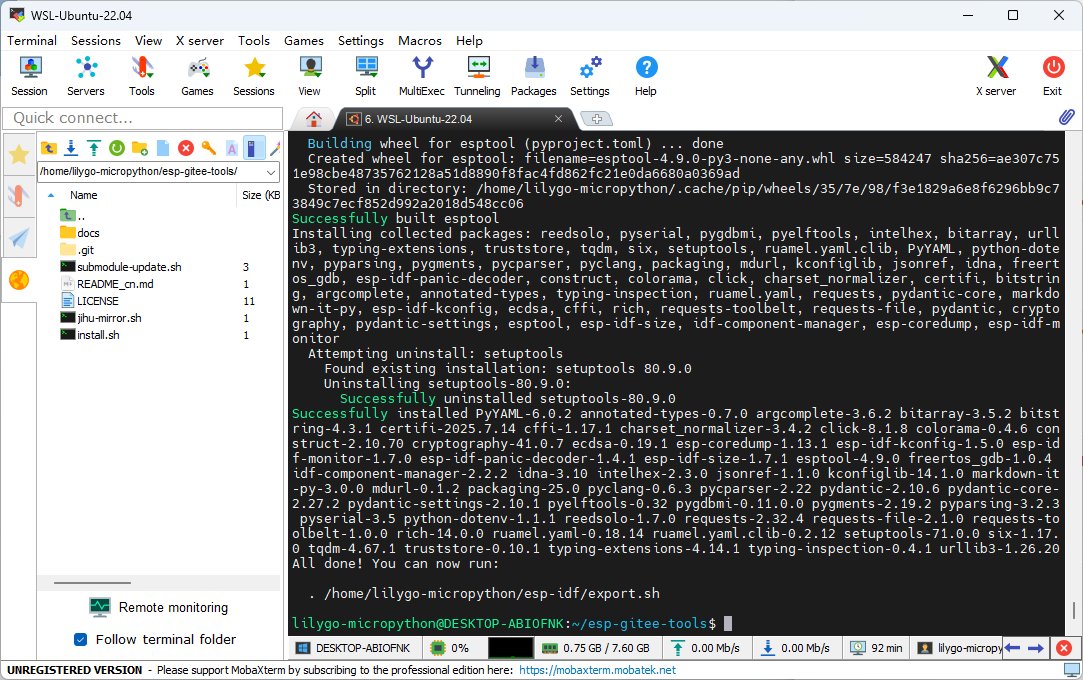 WSL-Ubuntu-22.04
Terminal Sessions View X server Tools Games Settings Macros Help
Session Servers Tools Games Sessions View Split MultiExec Tunneling Packages Settings Help X server Exit
Quick connect...
6. WSL-Ubuntu-22.04
/home/lilygo-micropython/esp-gitee-tools/
Name Size (KB
..
docs
.git
submodule-update.sh 3
README_cn.md 1
LICENSE 11
jihu-mirror.sh 1
install.sh 1
Remote monitoring
Follow terminal folder
Building wheel for esptool (pyproject.toml) ... done
Created wheel for esptool: filename=esptool-4.9.0-py3-none-any.whl size=584247 sha256=ae307c75
1e98cbe48735762128a51d8890f8fac4fd862fc21e0da6680a0369ad
Stored in directory: /home/lilygo-micropython/.cache/pip/wheels/35/7e/98/f3e1829a6e8f6296bb9c7
3849c7ecf852d992a2018d548cc06
Successfully built esptool
Installing collected packages: reedsolo, pyserial, pygdbmi, pyelftools, intelhex, bitarray, urll
ib3, typing-extensions, truststore, tqdm, six, setuptools, ruamel.yaml.clib, PyYAML, python-dote
nv, pyparsing, pygments, pycparser, pyclang, packaging, mdurl, kconfiglib, jsonref, idna, freert
os_gdb, esp-idf-panic-decoder, construct, colorama, click, charset_normalizer, certifi, bitstrin
g, argcomplete, annotated-types, typing-inspection, ruamel.yaml, requests, pydantic-core, markdo
wn-it-py, esp-idf-kconfig, ecdsa, cffi, rich, requests-toolbelt, requests-file, pydantic, crypto
graphy, pydantic-settings, esptool, esp-idf-size, idf-component-manager, esp-coredump, esp-idf-m
onitor
Attempting uninstall: setuptools
Found existing installation: setuptools 80.9.0
Uninstalling setuptools-80.9.0:
Successfully uninstalled setuptools-80.9.0
Successfully installed PyYAML-6.0.2 annotated-types-0.7.0 argcomplete-3.6.2 bitarray-3.5.2 bitst
ring-4.3.1 certifi-2025.7.14 cffi-1.17.1 charset_normalizer-3.4.2 click-8.1.8 colorama-0.4.6 con
struct-2.10.70 cryptography-41.0.7 ecdsa-0.19.1 esp-coredump-1.13.1 esp-idf-kconfig-1.5.0 esp-id
f-monitor-1.7.0 esp-idf-panic-decoder-1.4.1 esp-idf-size-1.7.1 esptool-4.9.0 freertos_gdb-1.0.4
idf-component-manager-2.2.2 idna-3.10 intelhex-2.3.0 jsonref-1.1.0 kconfiglib-14.1.0 markdown-it
-py-3.0.0 mdurl-0.1.2 packaging-25.0 pyclang-0.6.3 pycparser-2.22 pydantic-2.10.6 pydantic-core-
2.27.2 pydantic-settings-2.10.1 pyelftools-0.32 pygdbmi-0.11.0.0 pygments-2.19.2 pyparsing-3.2.3
pyserial-3.5 python-dotenv-1.1.1 reedsolo-1.7.0 requests-2.32.4 requests-file-2.1.0 requests-to
olbelt-1.0.0 rich-14.0.0 ruamel.yaml-0.18.14 ruamel.yaml.clib-0.2.12 setuptools-71.0.0 six-1.17.
0 tqdm-4.67.1 truststore-0.10.1 typing-extensions-4.14.1 typing-inspection-0.4.1 urllib3-1.26.20
All done! You can now run:
. /home/lilygo-micropython/esp-idf/export.sh
lilygo-micropython@DESKTOP-ABIOFNK:~/esp-gitee-tools$
DESKTOP-ABIOFNK 0% 0.75 GB / 7.60 GB 0.00 Mb/s 0.00 Mb/s 92 min lilygo-micropy
UNREGISTERED VERSION - Please support MobaXterm by subscribing to the professional edition here: https://mobaxterm.mobatek.net